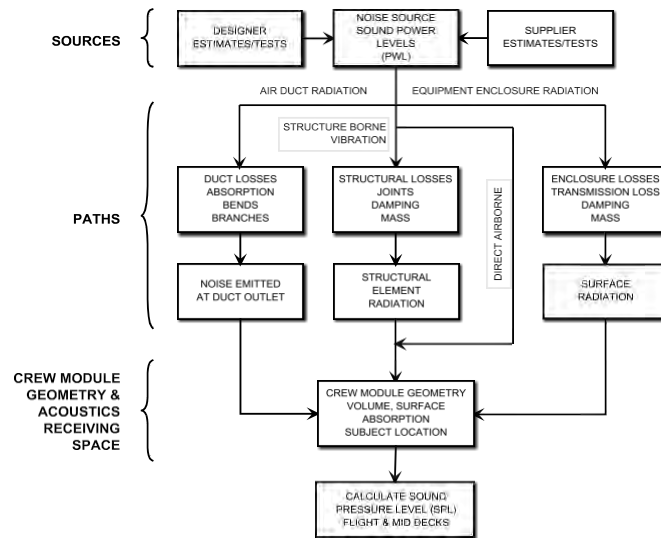 SOURCES
DESIGNER
ESTIMATES/TESTS
NOISE SOURCE
SOUND POWER
LEVELS
(PWL)
SUPPLIER
ESTIMATES/TESTS
AIR DUCT RADIATION
EQUIPMENT ENCLOSURE RADIATION
STRUCTURE BORNE
VIBRATION
PATHS
DUCT LOSSES
ABSORPTION
BENDS
BRANCHES
STRUCTURAL LOSSES
JOINTS
DAMPING
MASS
DIRECT AIRBORNE
ENCLOSURE LOSSES
TRANSMISSION LOSS
DAMPING
MASS
NOISE EMITTED
AT DUCT OUTLET
STRUCTURAL
ELEMENT
RADIATION
SURFACE
RADIATION
CREW MODULE
GEOMETRY &
ACOUSTICS
RECEIVING
SPACE
CREW MODULE GEOMETRY
VOLUME, SURFACE
ABSORPTION
SUBJECT LOCATION
CALCULATE SOUND
PRESSURE LEVEL (SPL)
FLIGHT & MID DECKS